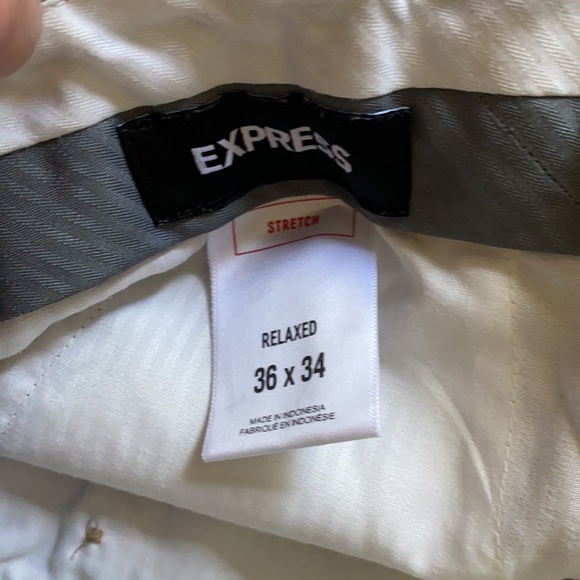 EXPRESS
STRETCH
RELAXED
36 x 34
MADE IN INDONESIA
FABRIQUÉ EN INDONÉSIE